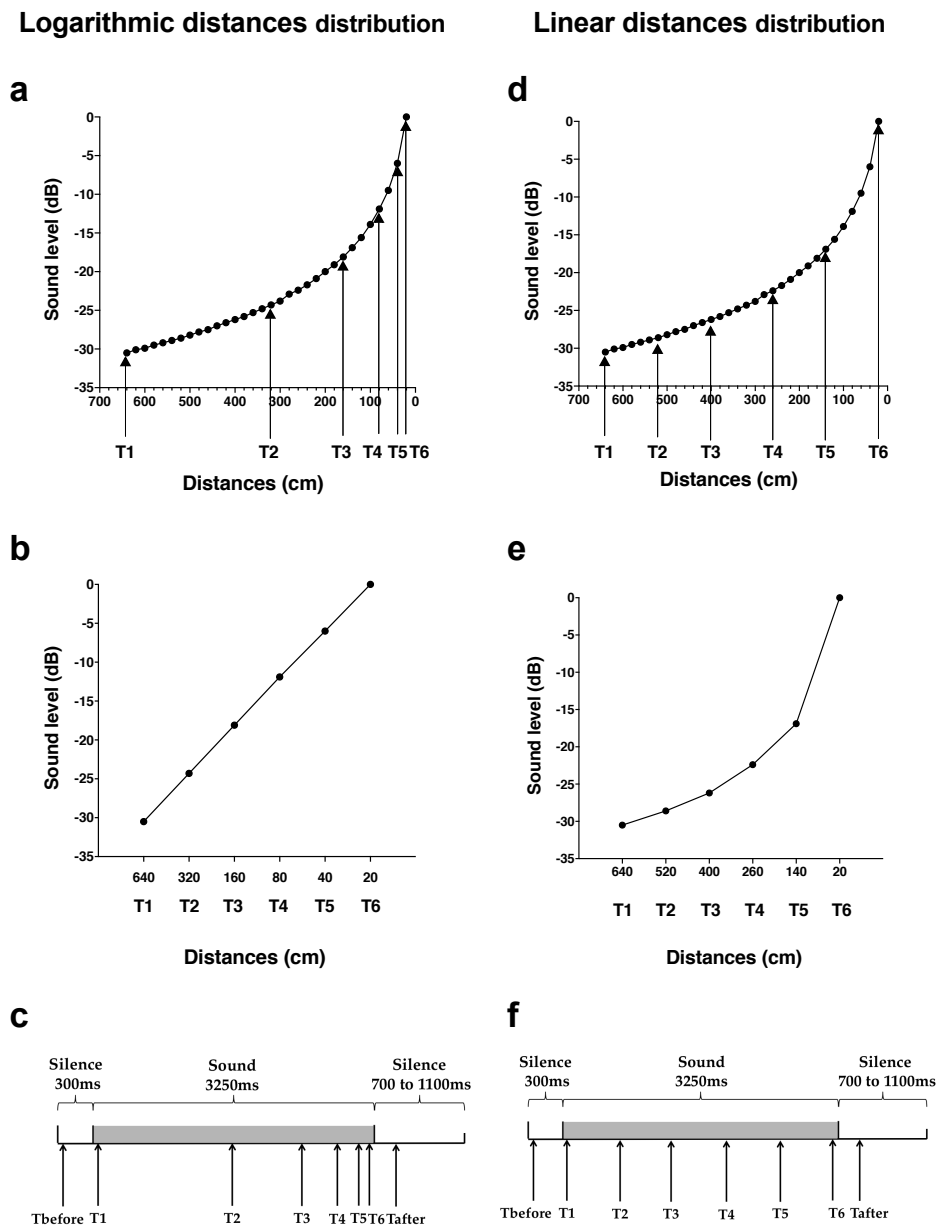 Logarithmic distances distribution
Linear distances distribution
a
0
-5
-10
-15
-20
-25
-30
-35
Sound level (dB)
700 600 500 400 300 200 100 0
T1 T2 T3 T4 T5 T6
Distances (cm)
d
0
-5
-10
-15
-20
-25
-30
-35
Sound level (dB)
700 600 500 400 300 200 100 0
T1 T2 T3 T4 T5 T6
Distances (cm)
b
0
-5
-10
-15
-20
-25
-30
-35
Sound level (dB)
640 320 160 80 40 20
T1 T2 T3 T4 T5 T6
Distances (cm)
e
0
-5
-10
-15
-20
-25
-30
-35
Sound level (dB)
640 520 400 260 140 20
T1 T2 T3 T4 T5 T6
Distances (cm)
c
Silence Sound Silence
300ms 3250ms 700 to 1100ms
Tbefore T1 T2 T3 T4 T5 T6 Tafter
f
Silence Sound Silence
300ms 3250ms 700 to 1100ms
Tbefore T1 T2 T3 T4 T5 T6 Tafter